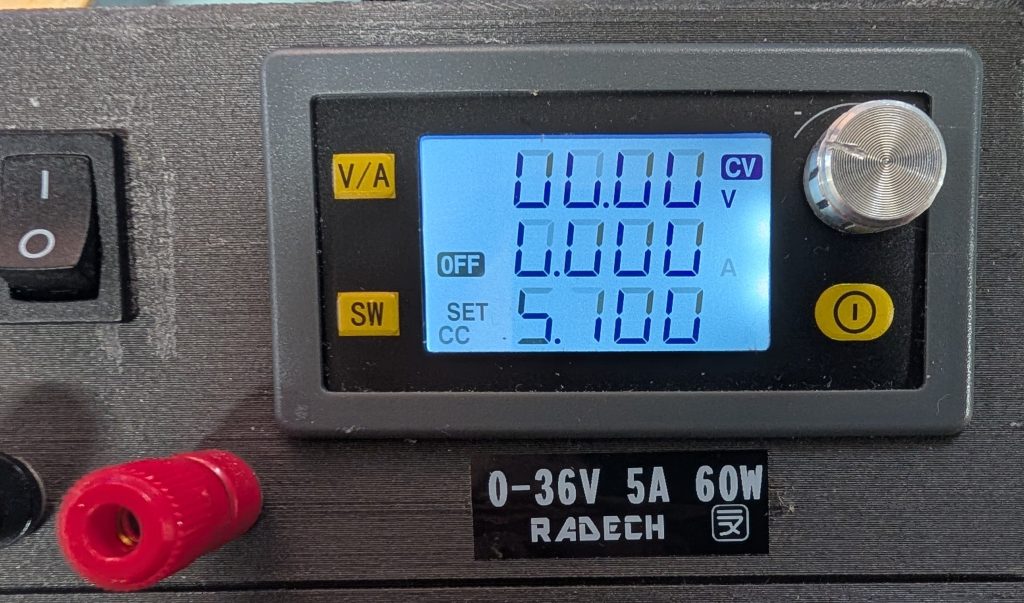 I
O
V/A
00.00 CV
V
OFF 0.000 A
SW
SET
CC 5.100
-
0-36V 5A 60W
RADECH